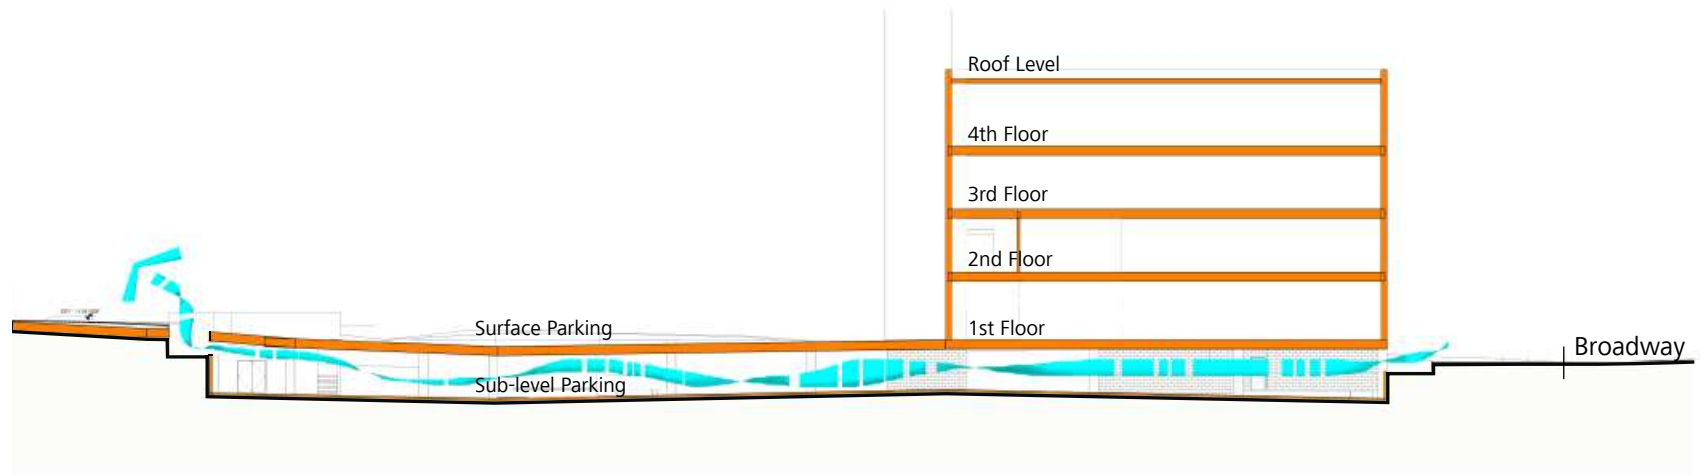 Roof Level
4th Floor
3rd Floor
2nd Floor
1st Floor
Surface Parking
Broadway
Sub-level Parking